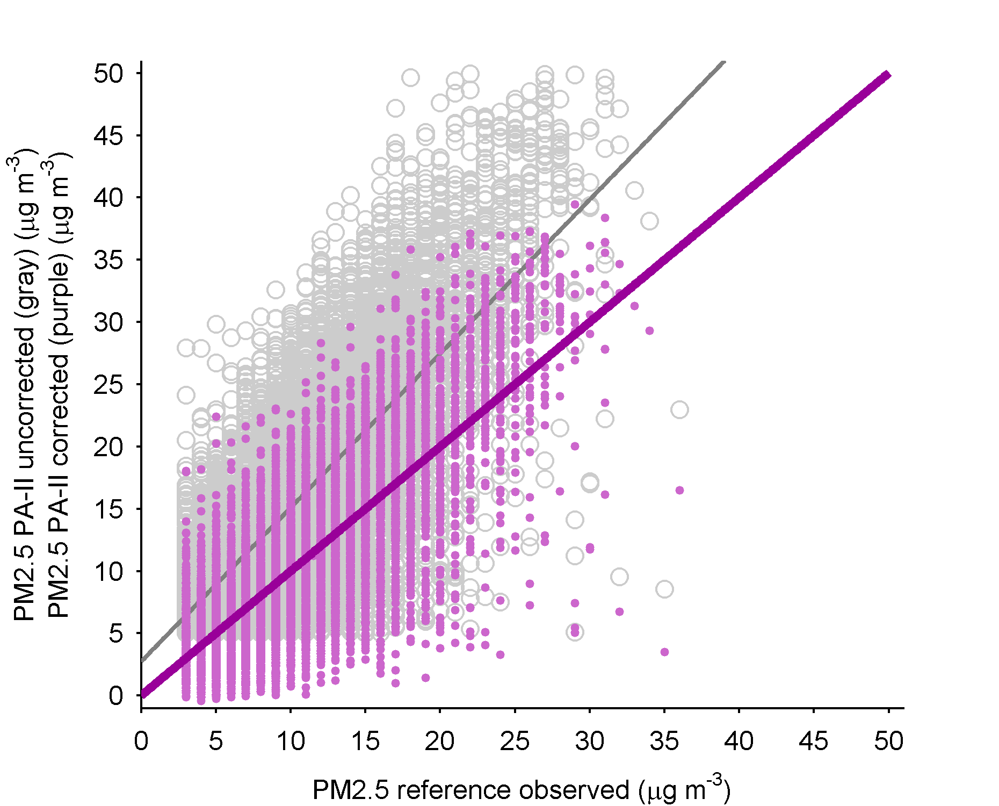 PM2.5 PA-II uncorrected (gray) (μg m⁻³)
PM2.5 PA-II corrected (purple) (μg m⁻³)
50
45
40
35
30
25
20
15
10
5
0
0 5 10 15 20 25 30 35 40 45 50
PM2.5 reference observed (μg m⁻³)